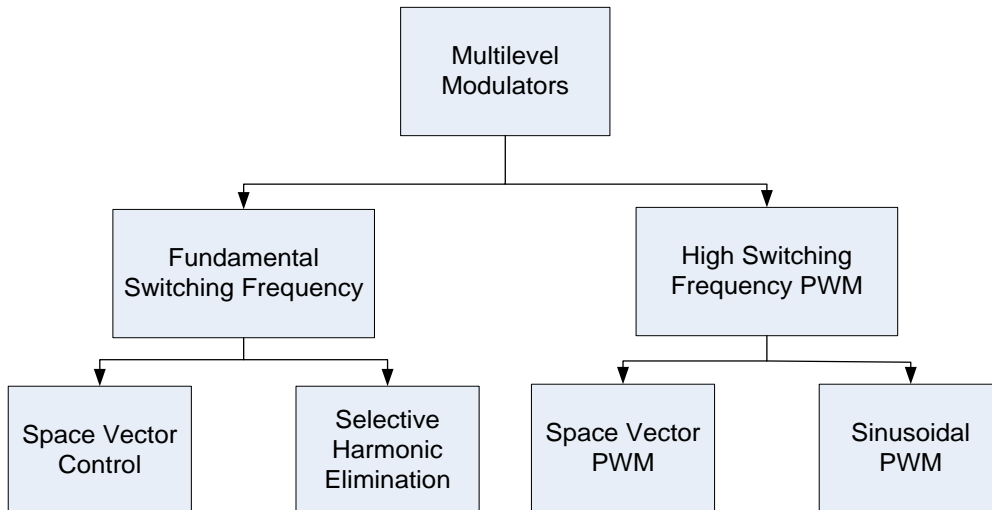 Multilevel
Modulators
Fundamental
Switching Frequency
High Switching
Frequency PWM
Space Vector
Control
Selective
Harmonic
Elimination
Space Vector
PWM
Sinusoidal
PWM